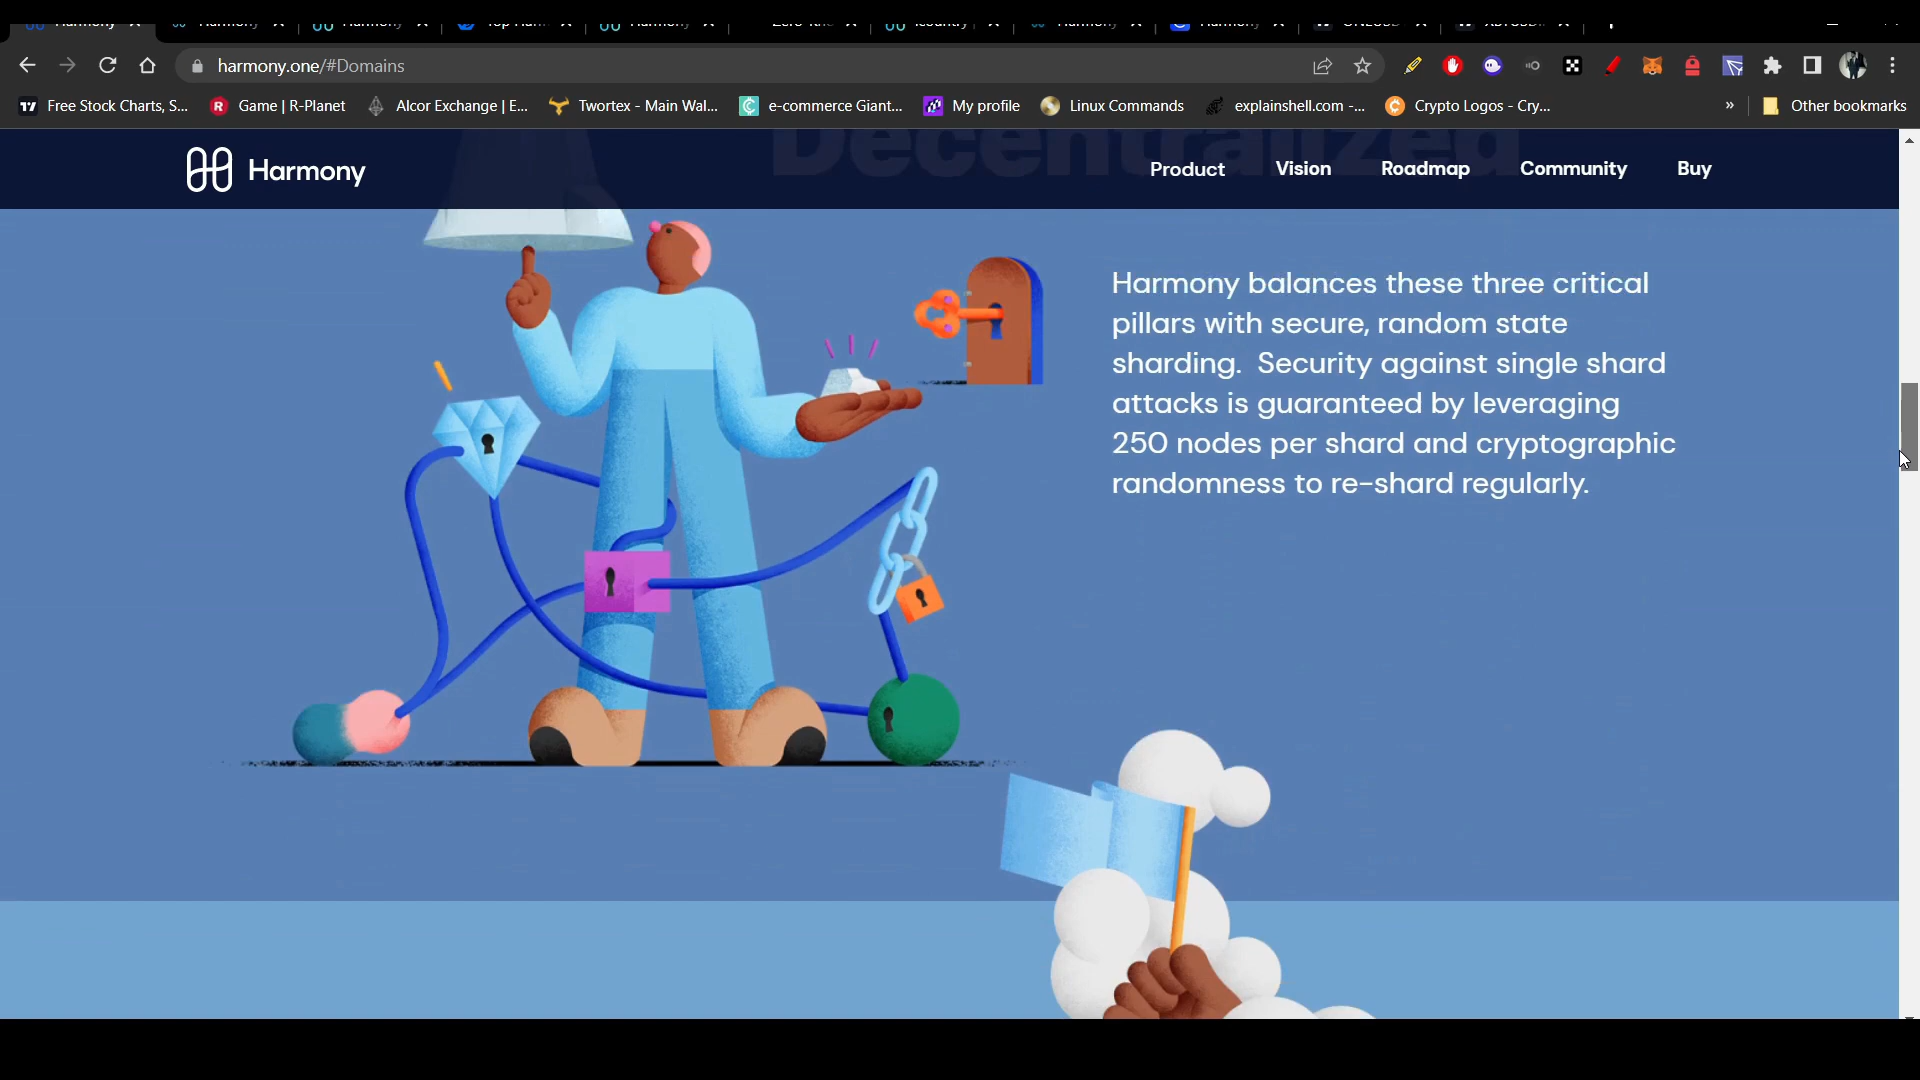 Harmony
harmony.one/#Domains
Free Stock Charts, S...
Game | R-Planet
Alcor Exchange | E...
Twortex - Main Wal...
e-commerce Giant...
My profile
Linux Commands
explainshell.com -...
Crypto Logos - Cry...
»
Other bookmarks
Decentralized
Harmony
Product
Vision
Roadmap
Community
Buy
Harmony balances these three critical
pillars with secure, random state
sharding.  Security against single shard
attacks is guaranteed by leveraging
250 nodes per shard and cryptographic
randomness to re-shard regularly.